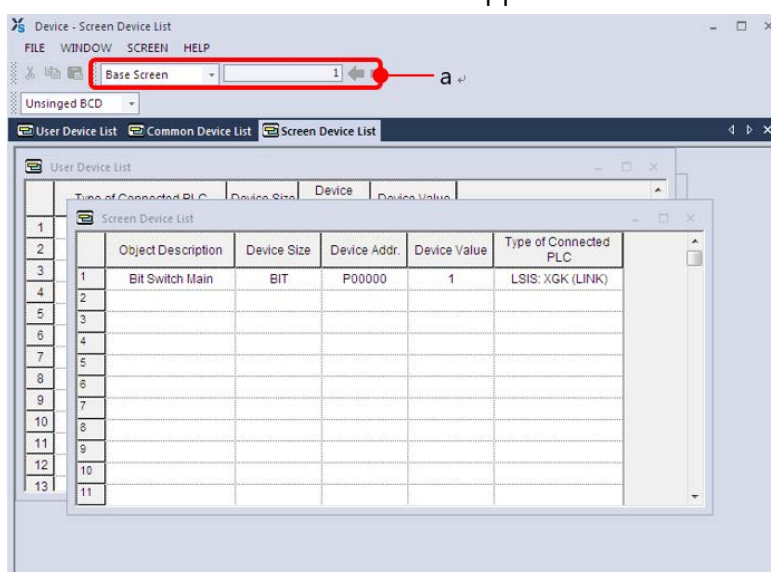 Device - Screen Device List
FILE WINDOW SCREEN HELP
Base Screen 1
a
Unsinged BCD
User Device List Common Device List Screen Device List
User Device List
Type of Connected PLC Device Size Device Device Value
Screen Device List
Object Description Device Size Device Addr. Device Value Type of Connected PLC
1 Bit Switch Main BIT P00000 1 LSIS: XGK (LINK)
2
3
4
5
6
7
8
9
10
11
1
2
3
4
5
6
7
8
9
10
11
12
13